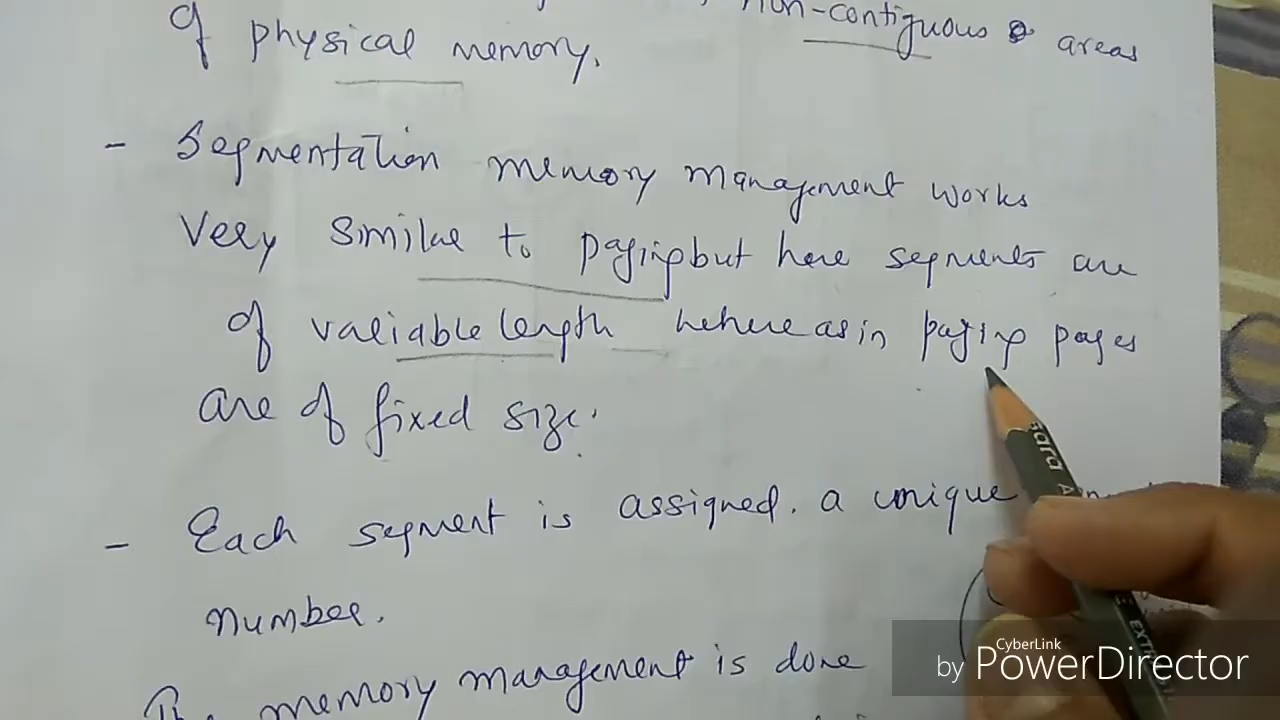 non-contiguous areas
of physical memory.
- Segmentation memory management works
very similar to paging but here segments are
of variable length whereas in paging pages
are of fixed size.
- Each segment is assigned. a unique
number.
memory management is done
CyberLink
by PowerDirector